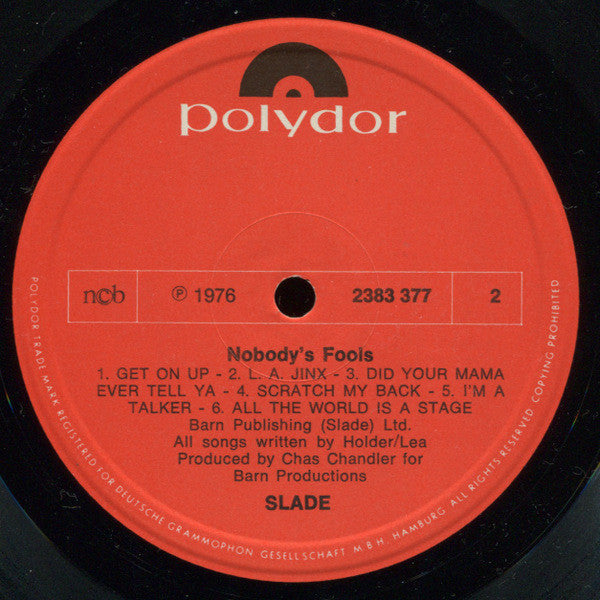 polydor
ncb
℗ 1976
2383 377
2
Nobody's Fools
1. GET ON UP - 2. L. A. JINX - 3. DID YOUR MAMA
EVER TELL YA - 4. SCRATCH MY BACK - 5. I'M A
TALKER - 6. ALL THE WORLD IS A STAGE
Barn Publishing (Slade) Ltd.
All songs written by Holder/Lea
Produced by Chas Chandler for
Barn Productions
SLADE
POLYDOR TRADE MARK REGISTERED FOR DEUTSCHE GRAMMOPHON GESELLSCHAFT M B H, HAMBURG ALL RIGHTS RESERVED COPYING PROHIBITED